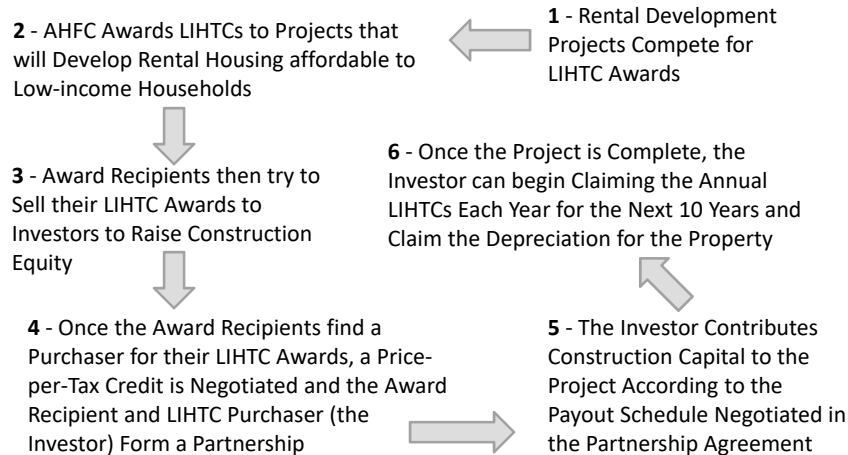 1 - Rental Development
Projects Compete for
LIHTC Awards
2 - AHFC Awards LIHTCs to Projects that
will Develop Rental Housing affordable to
Low-income Households
3 - Award Recipients then try to
Sell their LIHTC Awards to
Investors to Raise Construction
Equity
4 - Once the Award Recipients find a
Purchaser for their LIHTC Awards, a Price-
per-Tax Credit is Negotiated and the Award
Recipient and LIHTC Purchaser (the
Investor) Form a Partnership
5 - The Investor Contributes
Construction Capital to the
Project According to the
Payout Schedule Negotiated in
the Partnership Agreement
6 - Once the Project is Complete, the
Investor can begin Claiming the Annual
LIHTCs Each Year for the Next 10 Years and
Claim the Depreciation for the Property